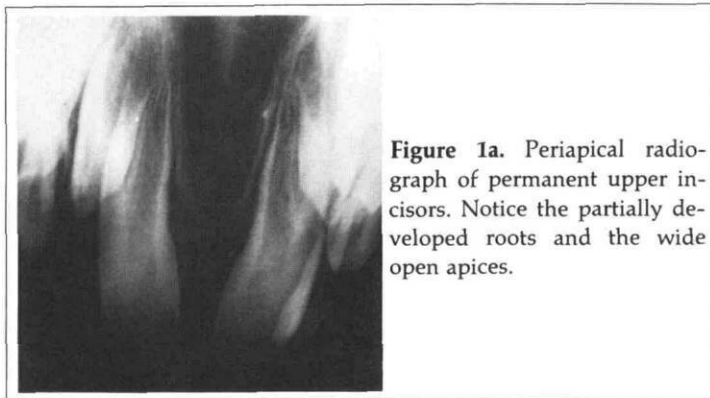 Figure 1a. Periapical radio-
graph of permanent upper in-
cisors. Notice the partially de-
veloped roots and the wide
open apices.